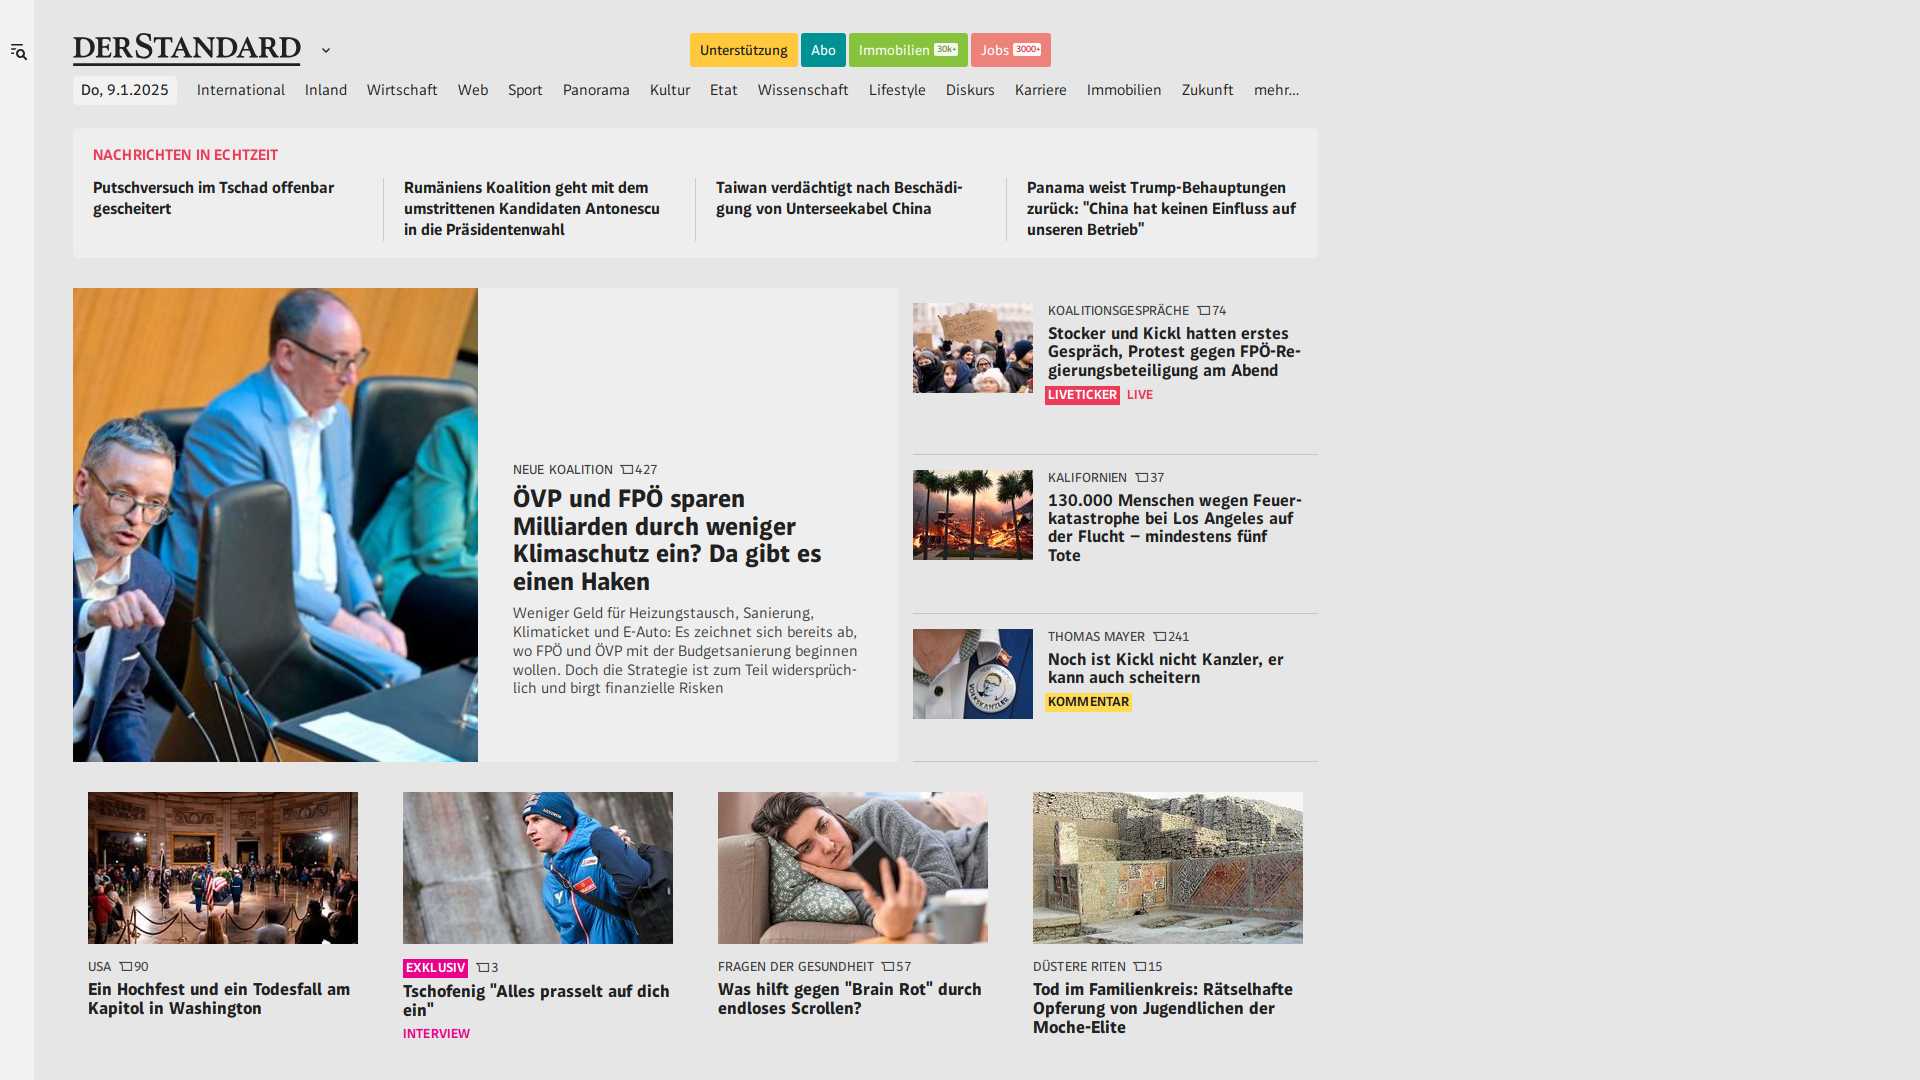 DERSTANDARD
Unterstützung
Abo
Immobilien 30k+
Jobs 3000+
Do, 9.1.2025
International
Inland
Wirtschaft
Web
Sport
Panorama
Kultur
Etat
Wissenschaft
Lifestyle
Diskurs
Karriere
Immobilien
Zukunft
mehr...
NACHRICHTEN IN ECHTZEIT
Putschversuch im Tschad offenbar
gescheitert
Rumäniens Koalition geht mit dem
umstrittenen Kandidaten Antonescu
in die Präsidentenwahl
Taiwan verdächtigt nach Beschädi-
gung von Unterseekabel China
Panama weist Trump-Behauptungen
zurück: "China hat keinen Einfluss auf
unseren Betrieb"
NEUE KOALITION 427
ÖVP und FPÖ sparen
Milliarden durch weniger
Klimaschutz ein? Da gibt es
einen Haken
Weniger Geld für Heizungstausch, Sanierung,
Klimaticket und E-Auto: Es zeichnet sich bereits ab,
wo FPÖ und ÖVP mit der Budgetsanierung beginnen
wollen. Doch die Strategie ist zum Teil widersprüch-
lich und birgt finanzielle Risken
KOALITIONSGESPRÄCHE 74
Stocker und Kickl hatten erstes
Gespräch, Protest gegen FPÖ-Re-
gierungsbeteiligung am Abend
LIVETICKER LIVE
KALIFORNIEN 37
130.000 Menschen wegen Feuer-
katastrophe bei Los Angeles auf
der Flucht – mindestens fünf
Tote
VOLKSKANZLER
THOMAS MAYER 241
Noch ist Kickl nicht Kanzler, er
kann auch scheitern
KOMMENTAR
USA 90
Ein Hochfest und ein Todesfall am
Kapitol in Washington
EXKLUSIV 3
Tschofenig "Alles prasselt auf dich
ein"
INTERVIEW
FRAGEN DER GESUNDHEIT 57
Was hilft gegen "Brain Rot" durch
endloses Scrollen?
DÜSTERE RITEN 15
Tod im Familienkreis: Rätselhafte
Opferung von Jugendlichen der
Moche-Elite